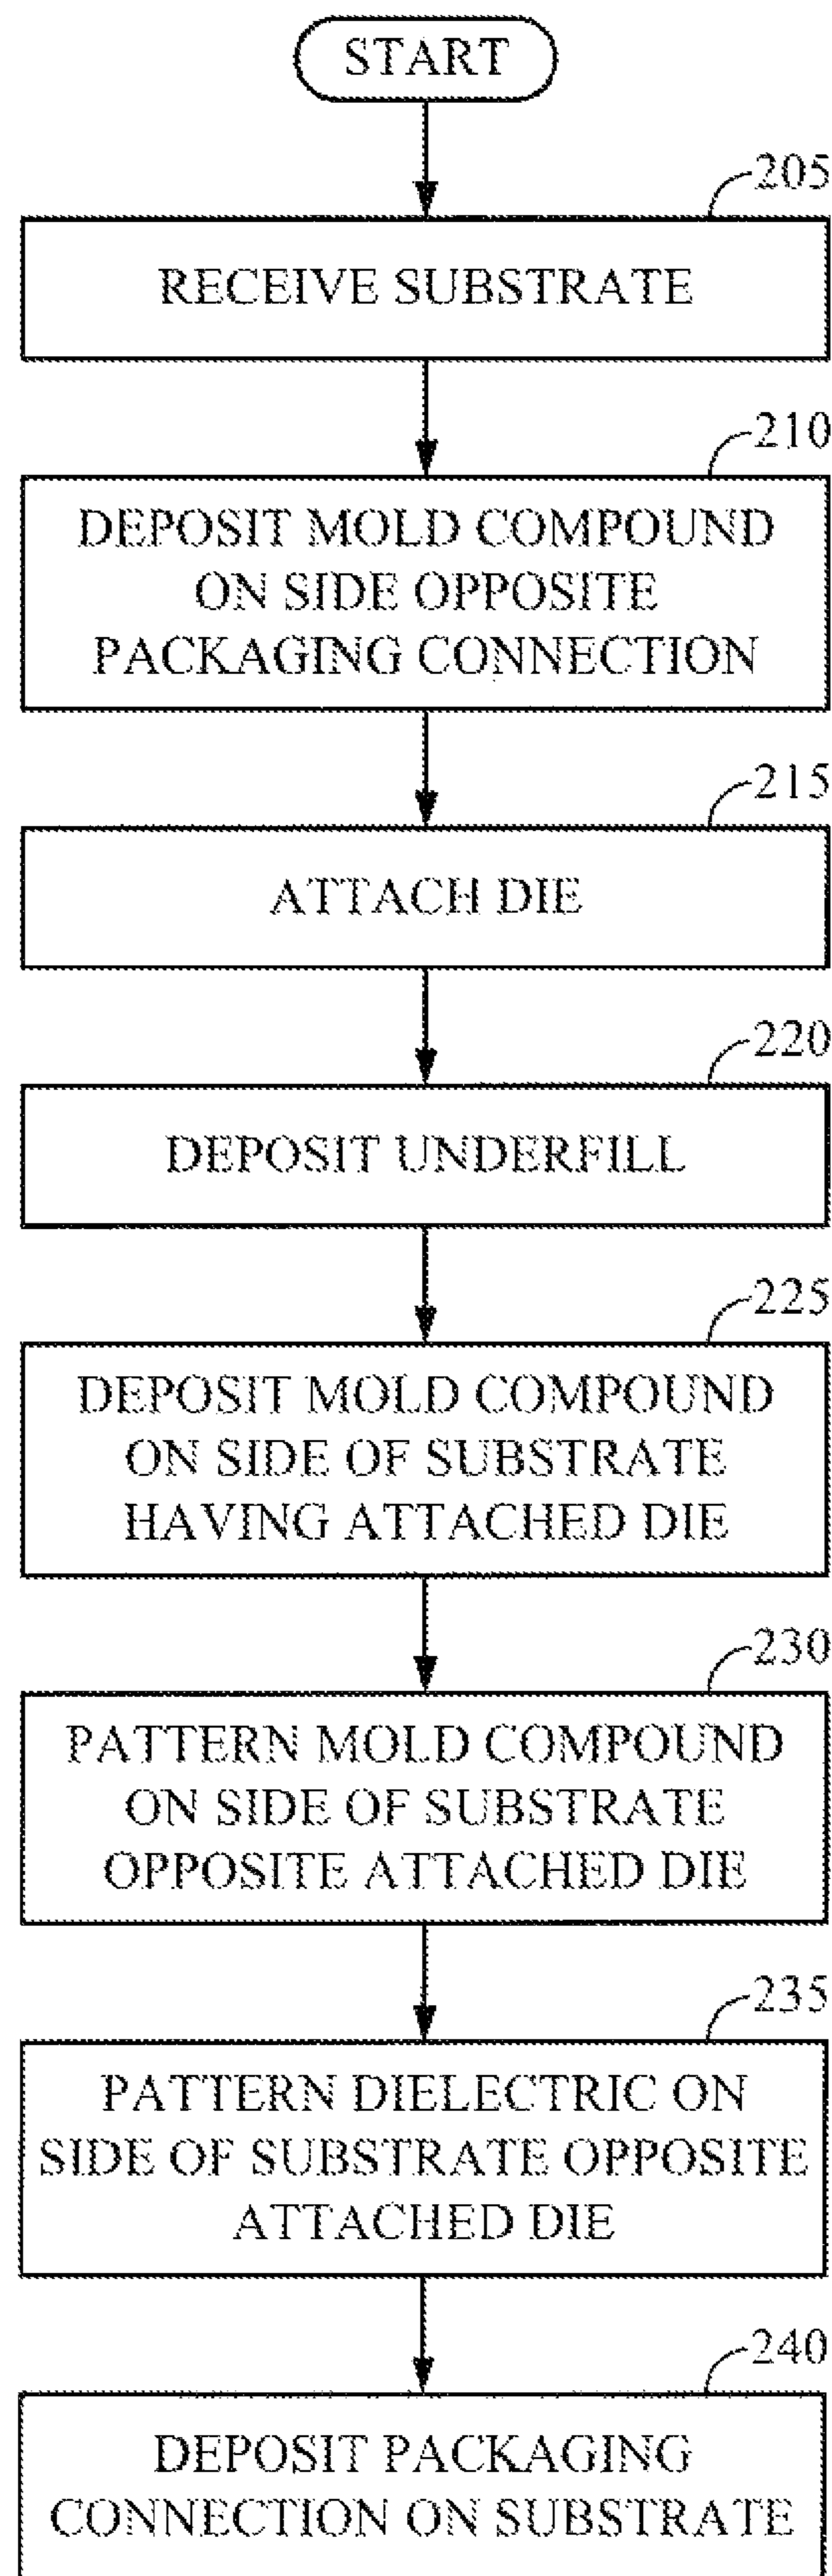 START
205
RECEIVE SUBSTRATE
210
DEPOSIT MOLD COMPOUND
ON SIDE OPPOSITE
PACKAGING CONNECTION
215
ATTACH DIE
220
DEPOSIT UNDERFILL
225
DEPOSIT MOLD COMPOUND
ON SIDE OF SUBSTRATE
HAVING ATTACHED DIE
230
PATTERN MOLD COMPOUND
ON SIDE OF SUBSTRATE
OPPOSITE ATTACHED DIE
235
PATTERN DIELECTRIC ON
SIDE OF SUBSTRATE OPPOSITE
ATTACHED DIE
240
DEPOSIT PACKAGING
CONNECTION ON SUBSTRATE